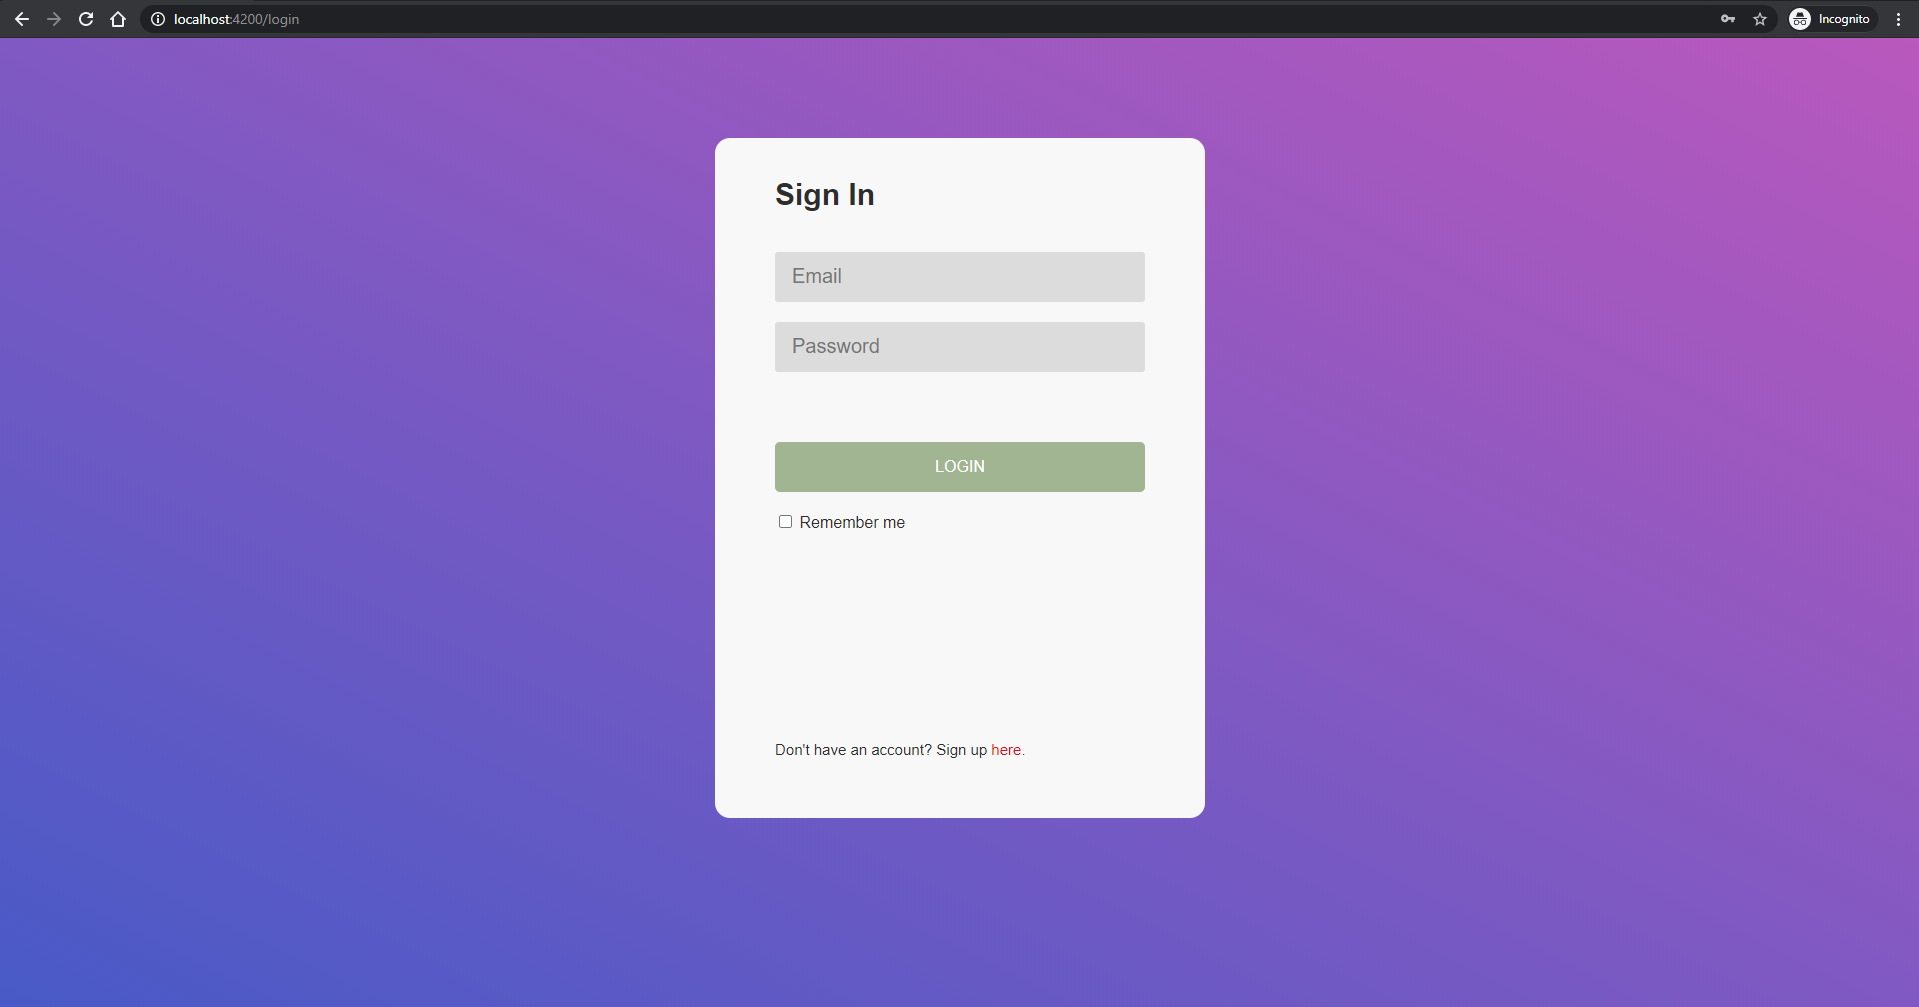 localhost:4200/login
Incognito
Sign In
Email
Password
LOGIN
Remember me
Don't have an account? Sign up here.